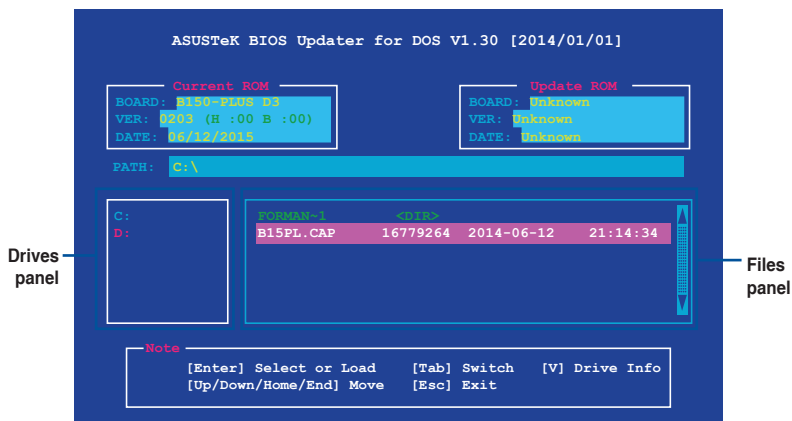 ASUSTeK BIOS Updater for DOS V1.30 [2014/01/01]
Current ROM
BOARD: B150-PLUS D3
VER: 0203 (H :00 B :00)
DATE: 06/12/2015
Update ROM
BOARD: Unknown
VER: Unknown
DATE: Unknown
PATH: C:\
C:
D:
FORMAN~1 <DIR>
B15PL.CAP 16779264 2014-06-12 21:14:34
Drives panel
Files panel
Note
[Enter] Select or Load [Tab] Switch [V] Drive Info
[Up/Down/Home/End] Move [Esc] Exit